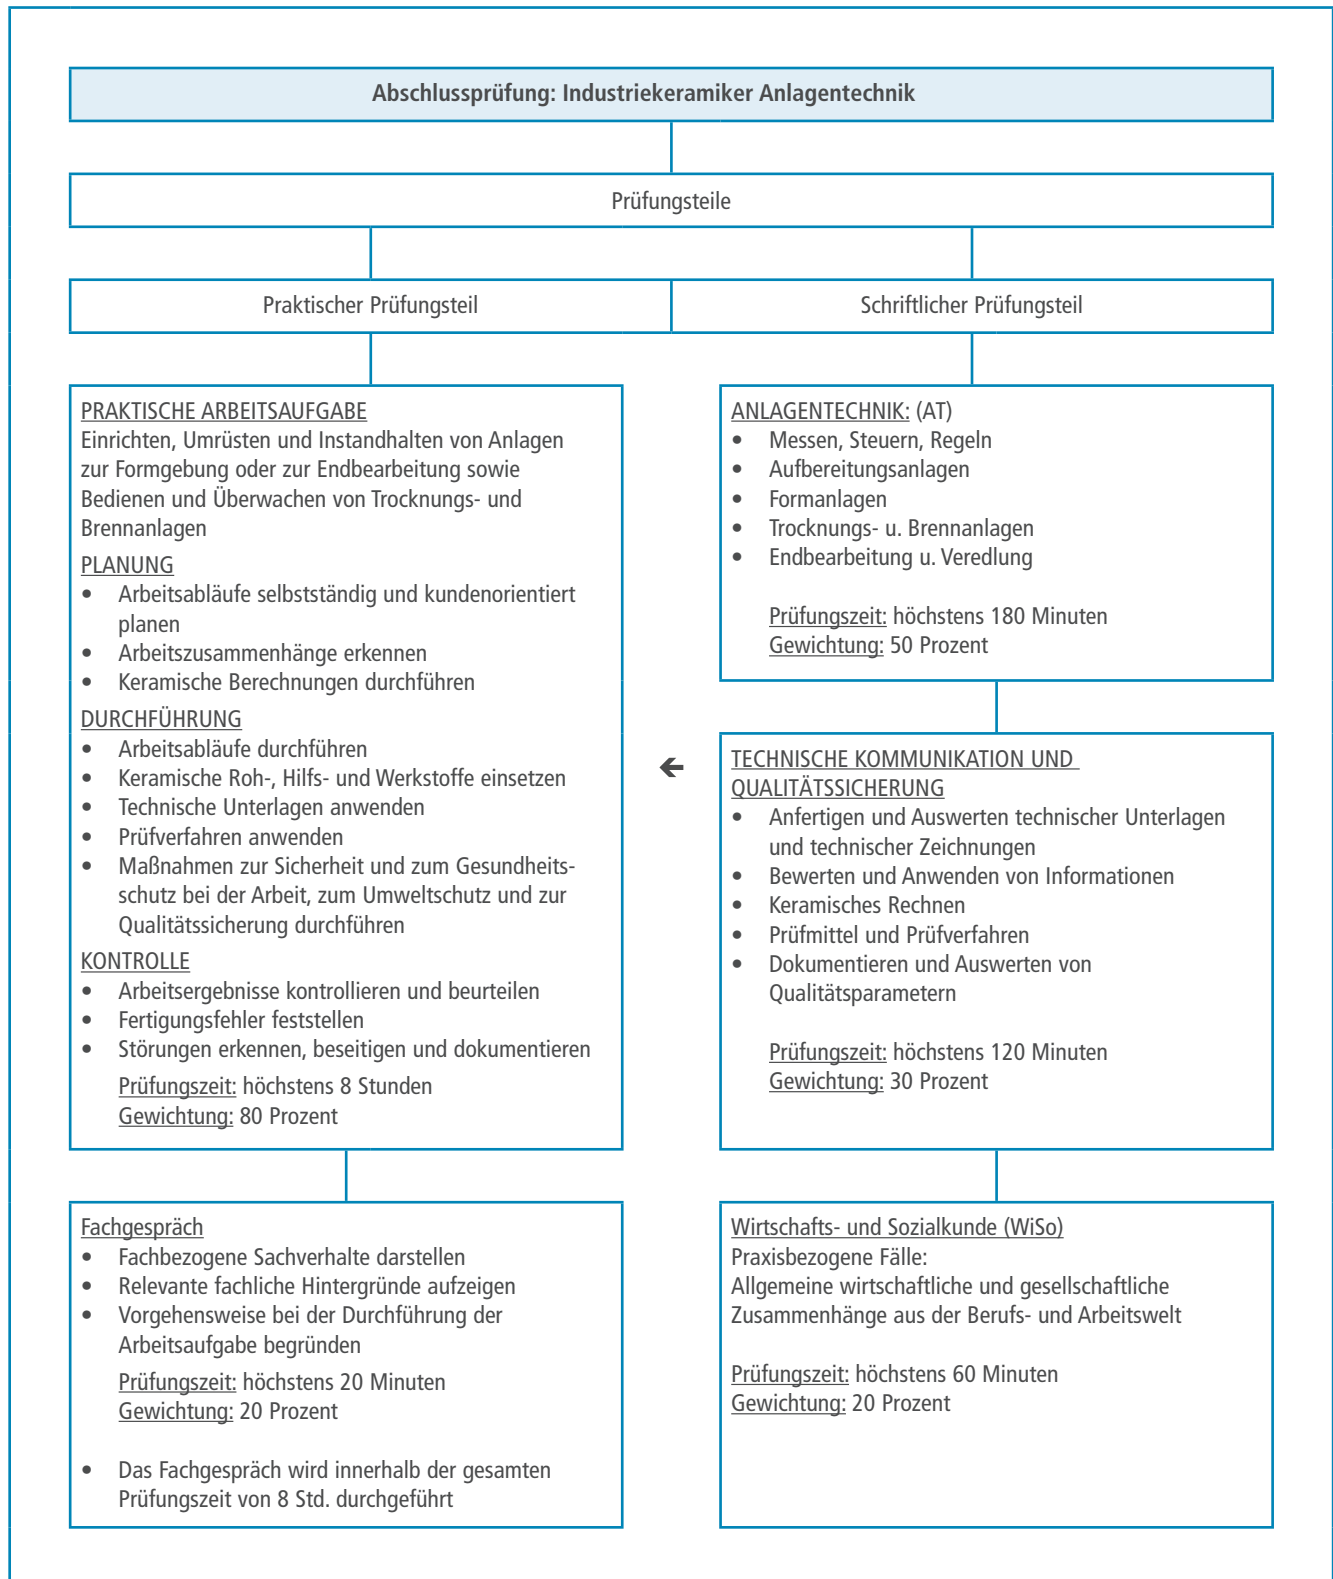 Abschlussprüfung: Industriekeramiker Anlagentechnik
Prüfungsteile
Praktischer Prüfungsteil
Schriftlicher Prüfungsteil
PRAKTISCHE ARBEITSAUFGABE
Einrichten, Umrüsten und Instandhalten von Anlagen
zur Formgebung oder zur Endbearbeitung sowie
Bedienen und Überwachen von Trocknungs- und
Brennanlagen
PLANUNG
• Arbeitsabläufe selbstständig und kundenorientiert
planen
• Arbeitszusammenhänge erkennen
• Keramische Berechnungen durchführen
DURCHFÜHRUNG
• Arbeitsabläufe durchführen
• Keramische Roh-, Hilfs- und Werkstoffe einsetzen
• Technische Unterlagen anwenden
• Prüfverfahren anwenden
• Maßnahmen zur Sicherheit und zum Gesundheits-
schutz bei der Arbeit, zum Umweltschutz und zur
Qualitätssicherung durchführen
KONTROLLE
• Arbeitsergebnisse kontrollieren und beurteilen
• Fertigungsfehler feststellen
• Störungen erkennen, beseitigen und dokumentieren
Prüfungszeit: höchstens 8 Stunden
Gewichtung: 80 Prozent
Fachgespräch
• Fachbezogene Sachverhalte darstellen
• Relevante fachliche Hintergründe aufzeigen
• Vorgehensweise bei der Durchführung der
Arbeitsaufgabe begründen
Prüfungszeit: höchstens 20 Minuten
Gewichtung: 20 Prozent
• Das Fachgespräch wird innerhalb der gesamten
Prüfungszeit von 8 Std. durchgeführt
ANLAGENTECHNIK: (AT)
• Messen, Steuern, Regeln
• Aufbereitungsanlagen
• Formanlagen
• Trocknungs- u. Brennanlagen
• Endbearbeitung u. Veredlung
Prüfungszeit: höchstens 180 Minuten
Gewichtung: 50 Prozent
TECHNISCHE KOMMUNIKATION UND
QUALITÄTSSICHERUNG
• Anfertigen und Auswerten technischer Unterlagen
und technischer Zeichnungen
• Bewerten und Anwenden von Informationen
• Keramisches Rechnen
• Prüfmittel und Prüfverfahren
• Dokumentieren und Auswerten von
Qualitätsparametern
Prüfungszeit: höchstens 120 Minuten
Gewichtung: 30 Prozent
Wirtschafts- und Sozialkunde (WiSo)
Praxisbezogene Fälle:
Allgemeine wirtschaftliche und gesellschaftliche
Zusammenhänge aus der Berufs- und Arbeitswelt
Prüfungszeit: höchstens 60 Minuten
Gewichtung: 20 Prozent